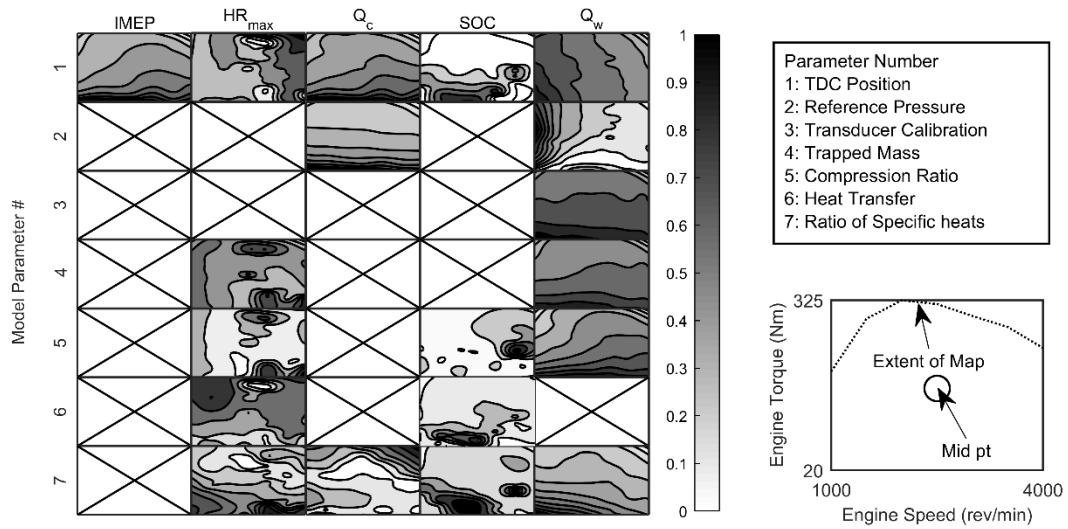 IMEP HRmax Qc SOC Qw
Model Parameter #
1
2
3
4
5
6
7
1
0.9
0.8
0.7
0.6
0.5
0.4
0.3
0.2
0.1
0
Parameter Number
1: TDC Position
2: Reference Pressure
3: Transducer Calibration
4: Trapped Mass
5: Compression Ratio
6: Heat Transfer
7: Ratio of Specific heats
325
Engine Torque (Nm)
Extent of Map
Mid pt
20
1000 4000
Engine Speed (rev/min)